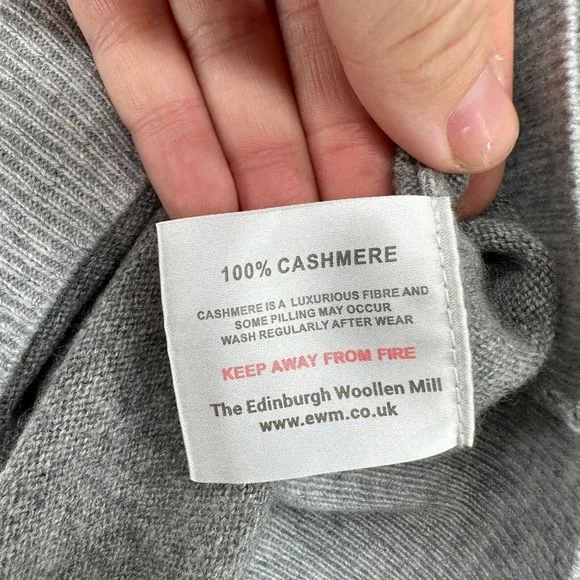 100% CASHMERE
CASHMERE IS A LUXURIOUS FIBRE AND
SOME PILLING MAY OCCUR
WASH REGULARLY AFTER WEAR
KEEP AWAY FROM FIRE
The Edinburgh Woollen Mill
www.ewm.co.uk